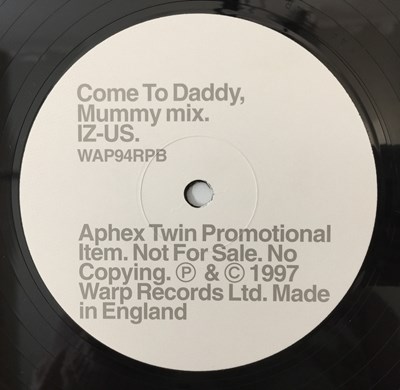 Come To Daddy,
Mummy mix.
IZ-US.
WAP94RPB
Aphex Twin Promotional
Item. Not For Sale. No
Copying. Ⓟ & © 1997
Warp Records Ltd. Made
in England